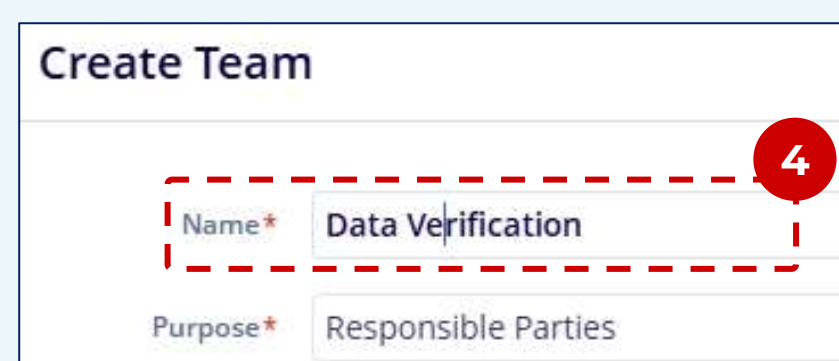 Create Team
4
Name* Data Verification
Purpose* Responsible Parties